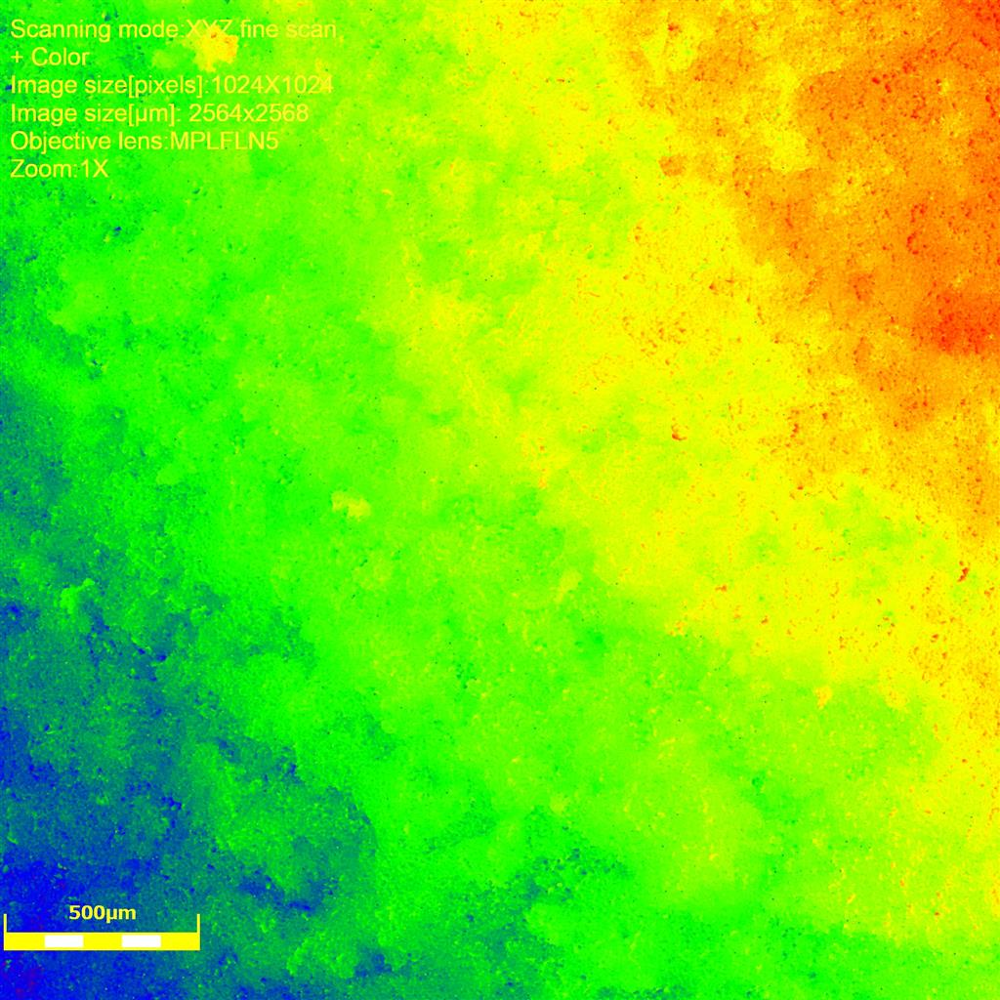 Scanning mode:XYZ fine scan
+ Color
Image size[pixels]:1024X1024
Image size[µm]: 2564x2568
Objective lens:MPLFLN5
Zoom:1X
500µm